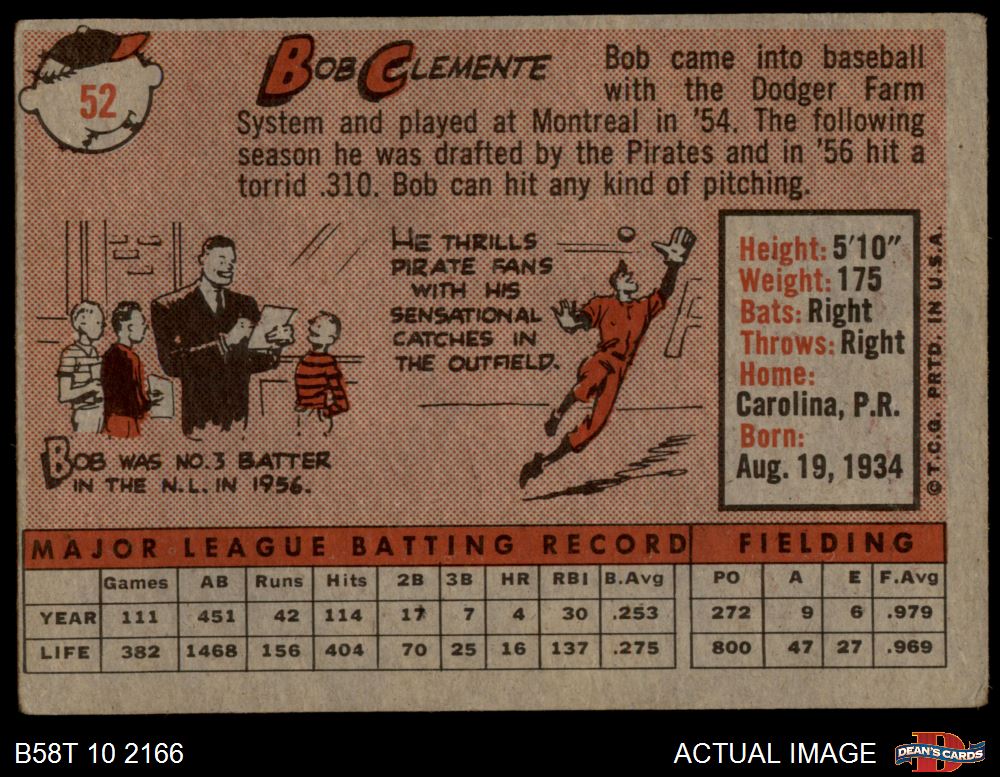 52
BOB CLEMENTE
Bob came into baseball
with the Dodger Farm
System and played at Montreal in '54. The following
season he was drafted by the Pirates and in '56 hit a
torrid .310. Bob can hit any kind of pitching.
BOB WAS NO.3 BATTER
IN THE N.L. IN 1956.
HE THRILLS
PIRATE FANS
WITH HIS
SENSATIONAL
CATCHES IN
THE OUTFIELD.
Height: 5'10"
Weight: 175
Bats: Right
Throws: Right
Home:
Carolina, P.R.
Born:
Aug. 19, 1934
© T.C.G. PRTD. IN U.S.A.
MAJOR LEAGUE BATTING RECORD FIELDING
Games AB Runs Hits 2B 3B HR RBI B.Avg PO A E F.Avg
YEAR 111 451 42 114 17 7 4 30 .253 272 9 6 .979
LIFE 382 1468 156 404 70 25 16 137 .275 800 47 27 .969
B58T 10 2166 ACTUAL IMAGE DEAN'S CARDS